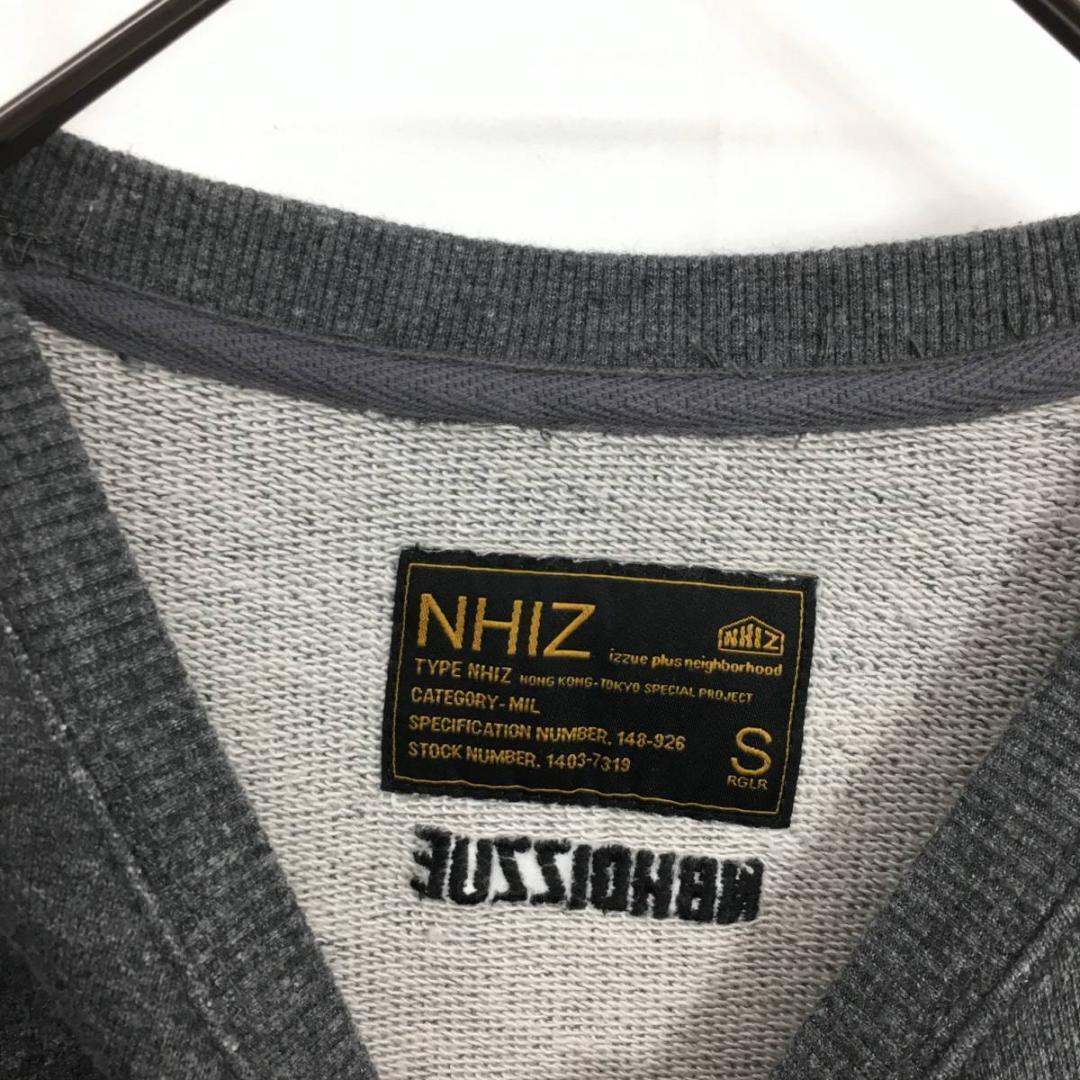 NHIZ
NHIZ
izzue plus neighborhood
TYPE NHIZ HONG KONG-TOKYO SPECIAL PROJECT
CATEGORY-MIL
SPECIFICATION NUMBER. 148-926
STOCK NUMBER. 1403-7319
S
RGLR
NBHDIZZUE